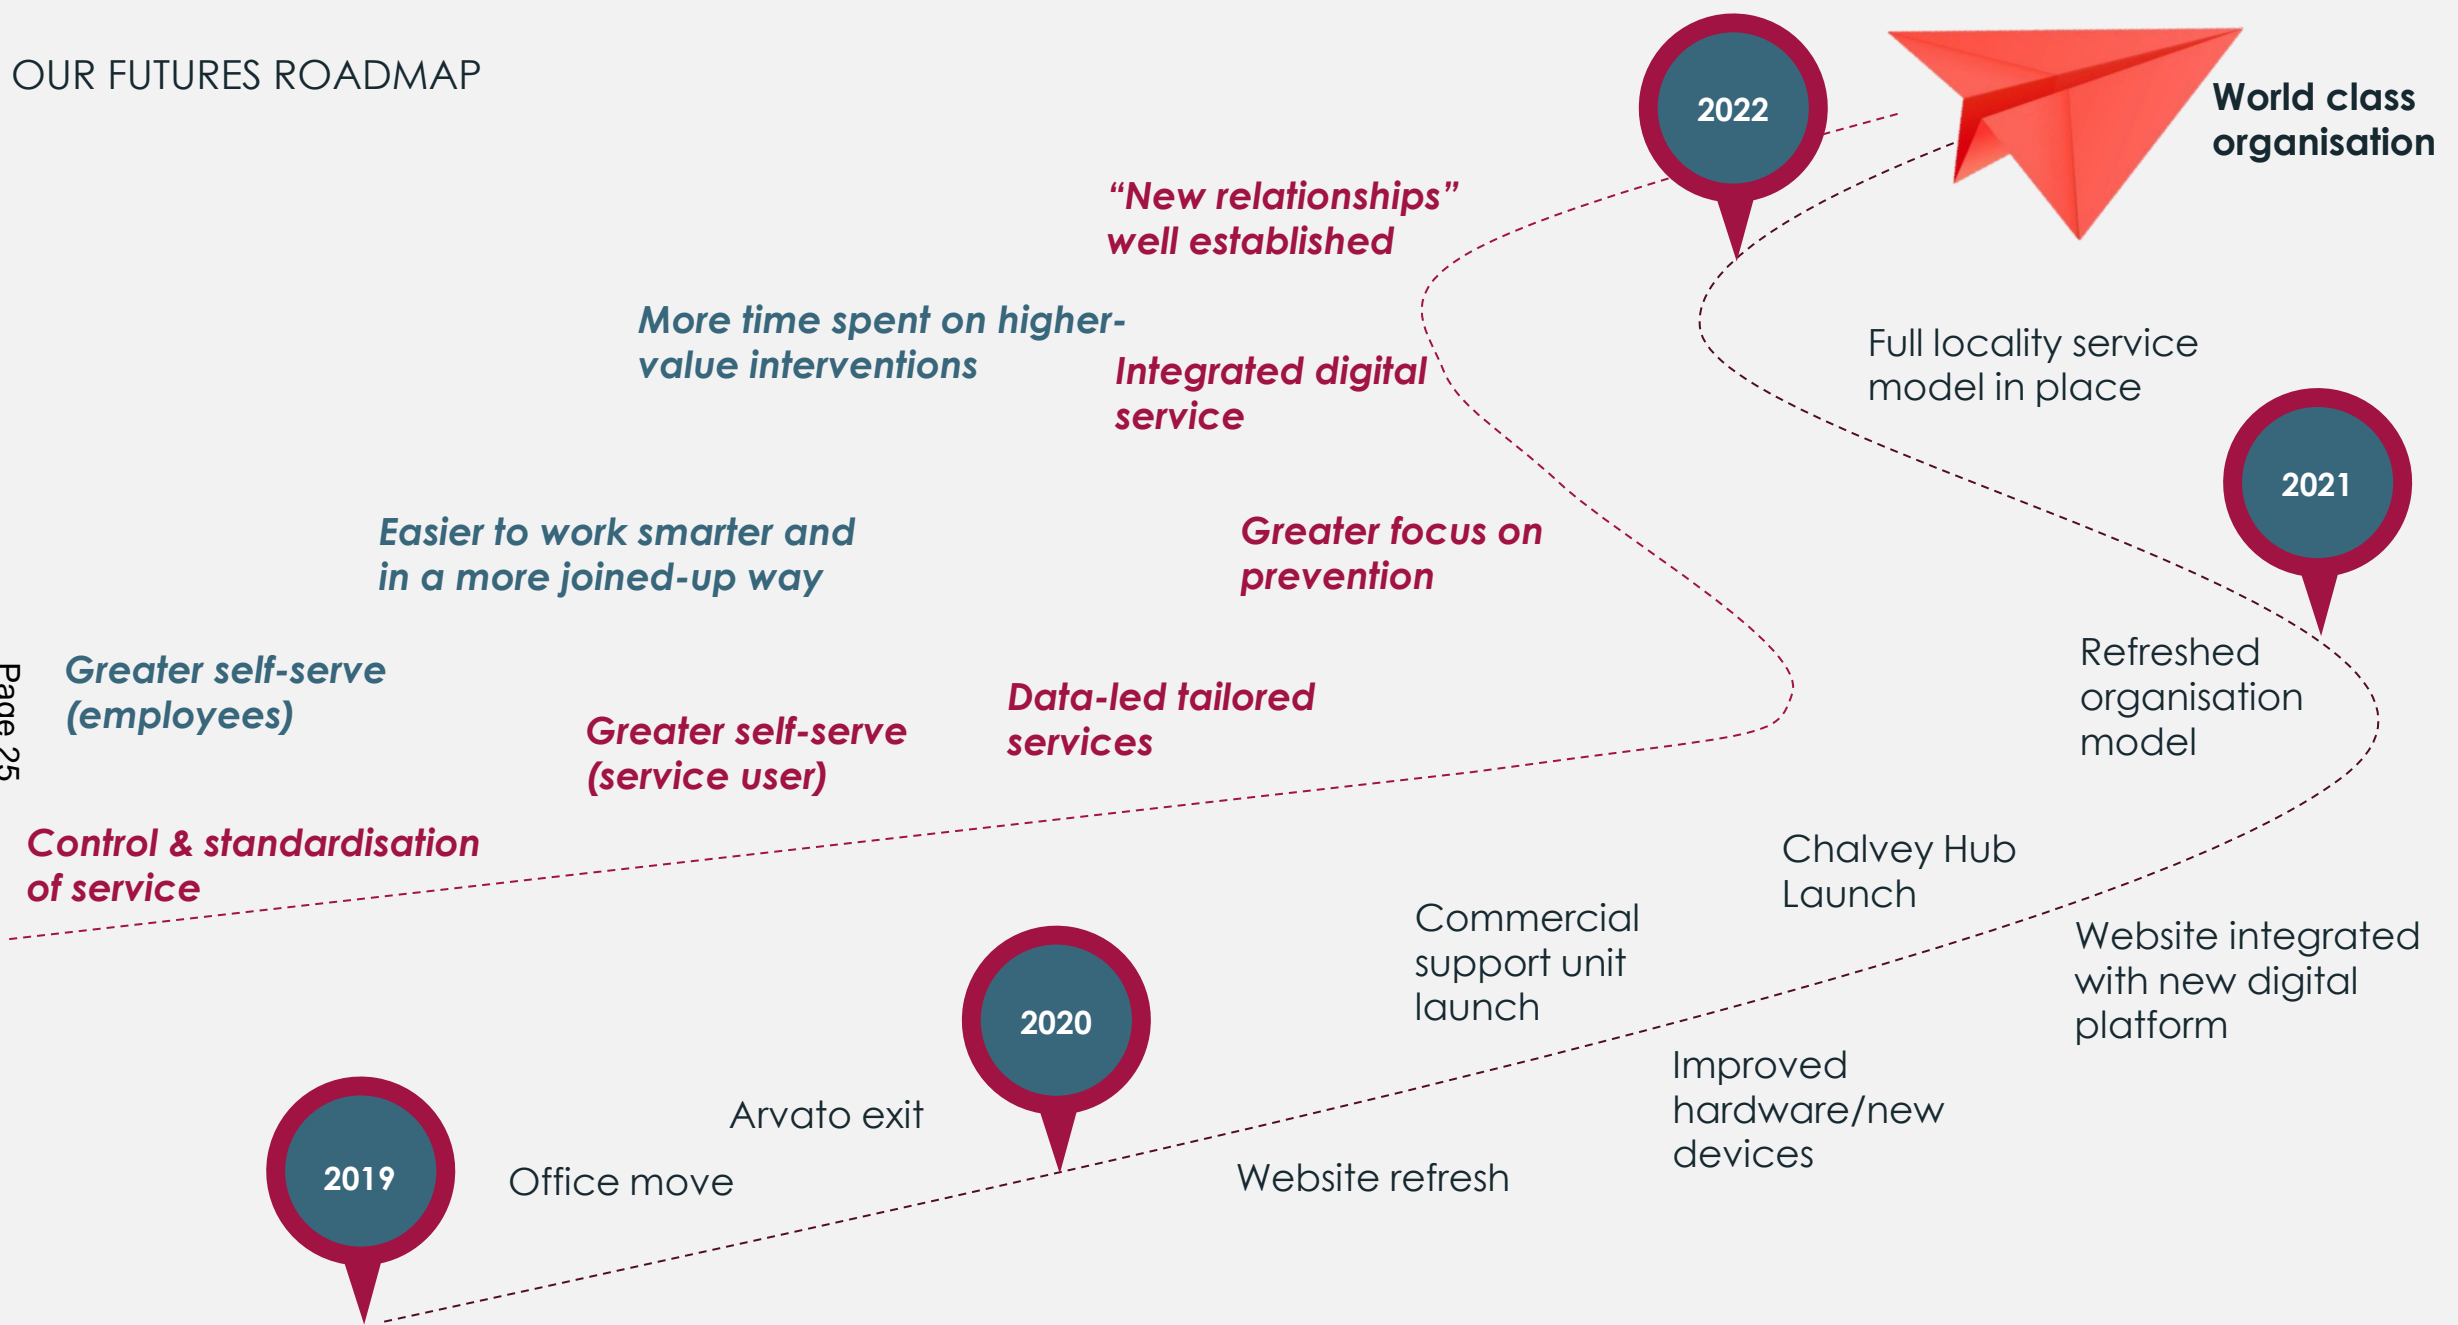 OUR FUTURES ROADMAP
2022
World class
organisation
“New relationships”
well established
More time spent on higher-
value interventions
Integrated digital
service
Full locality service
model in place
2021
Easier to work smarter and
in a more joined-up way
Greater focus on
prevention
Refreshed
organisation
model
Greater self-serve
(employees)
Greater self-serve
(service user)
Data-led tailored
services
Control & standardisation
of service
Chalvey Hub
Launch
Commercial
support unit
launch
Website integrated
with new digital
platform
2020
Improved
hardware/new
devices
Arvato exit
2019
Office move
Website refresh
Page 25